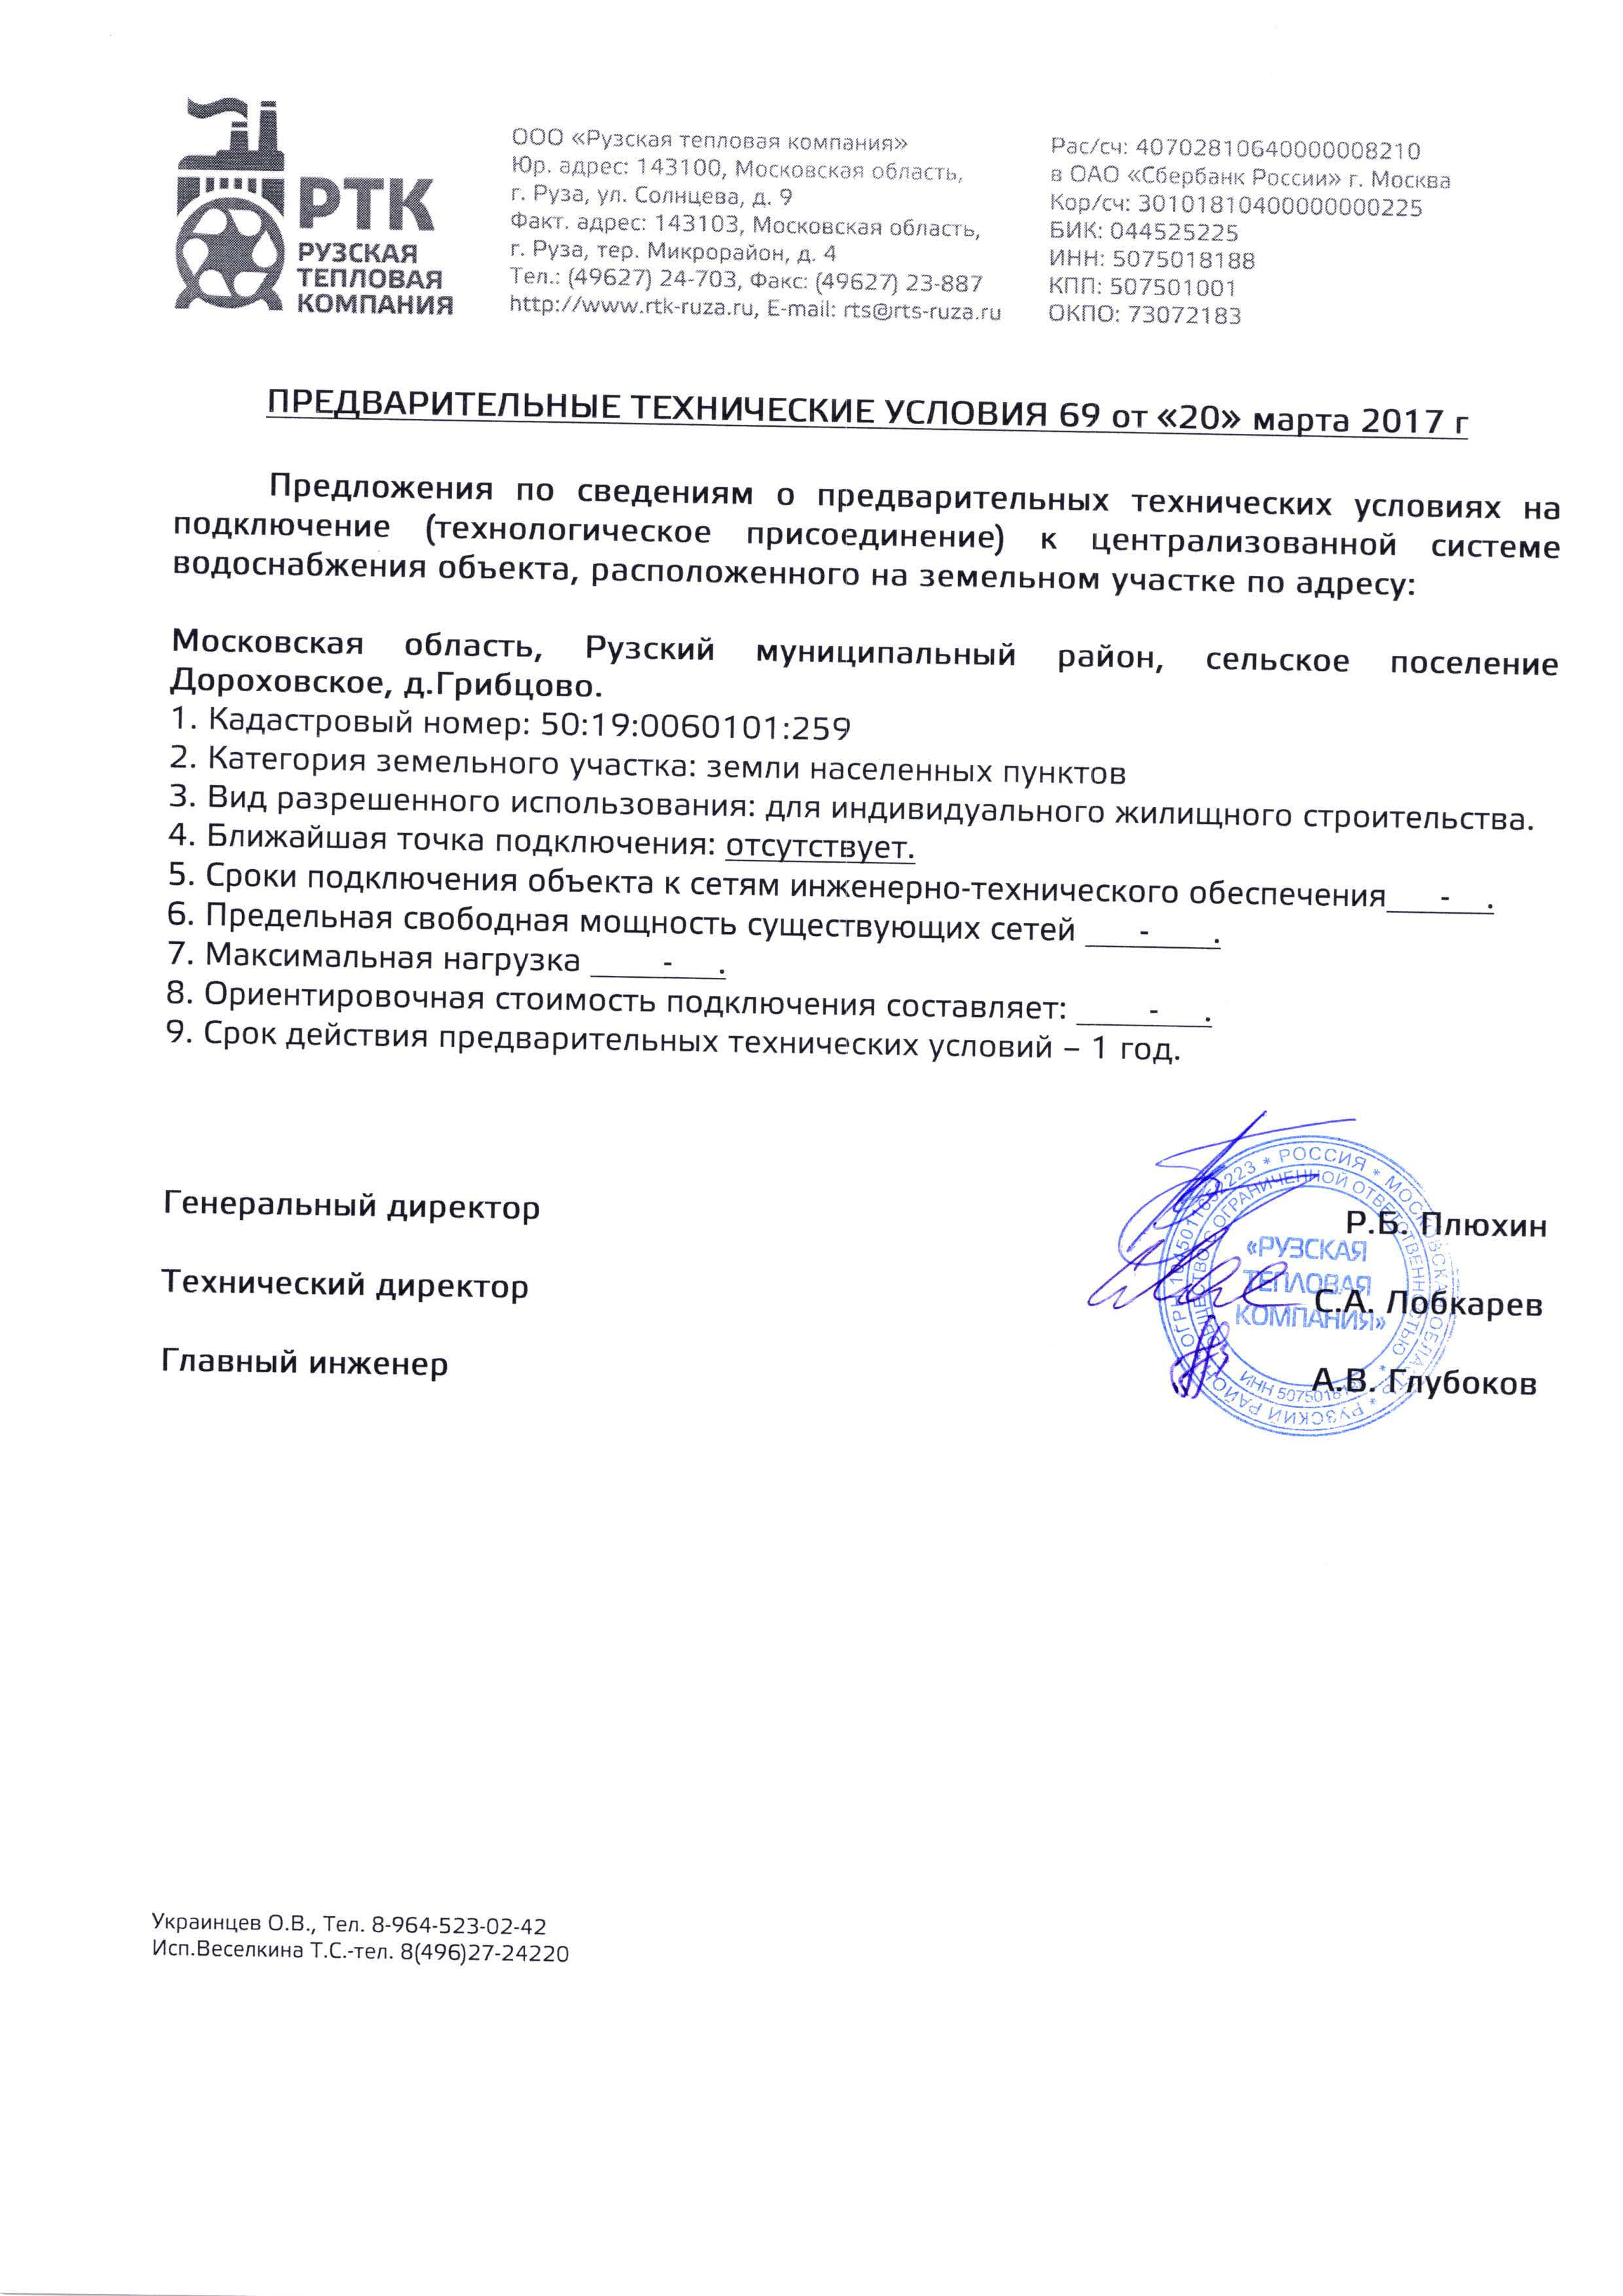 РТК
РУЗСКАЯ
ТЕПЛОВАЯ
КОМПАНИЯ
ООО «Рузская тепловая компания»
Юр. адрес: 143100, Московская область,
г. Руза, ул. Солнцева, д. 9
Факт. адрес: 143103, Московская область,
г. Руза, тер. Микрорайон, д. 4
Тел.: (49627) 24-703, Факс: (49627) 23-887
http://www.rtk-ruza.ru, E-mail: rts@rts-ruza.ru
Рас/сч: 40702810640000008210
в ОАО «Сбербанк России» г. Москва
Кор/сч: 30101810400000000225
БИК: 044525225
ИНН: 5075018188
КПП: 507501001
ОКПО: 73072183
ПРЕДВАРИТЕЛЬНЫЕ ТЕХНИЧЕСКИЕ УСЛОВИЯ 69 от «20» марта 2017 г
Предложения по сведениям о предварительных технических условиях на
подключение (технологическое присоединение) к централизованной системе
водоснабжения объекта, расположенного на земельном участке по адресу:
Московская область, Рузский муниципальный район, сельское поселение
Дороховское, д.Грибцово.
1. Кадастровый номер: 50:19:0060101:259
2. Категория земельного участка: земли населенных пунктов
3. Вид разрешенного использования: для индивидуального жилищного строительства.
4. Ближайшая точка подключения: отсутствует.
5. Сроки подключения объекта к сетям инженерно-технического обеспечения - .
6. Предельная свободная мощность существующих сетей - .
7. Максимальная нагрузка - .
8. Ориентировочная стоимость подключения составляет: - .
9. Срок действия предварительных технических условий – 1 год.
Генеральный директор Р.Б. Плюхин
Технический директор С.А. Лобкарев
Главный инженер А.В. Глубоков
РОССИЯ * МОСКОВСКАЯ ОБЛАСТЬ * РУЗСКИЙ РАЙОН
ОБЩЕСТВО С ОГРАНИЧЕННОЙ ОТВЕТСТВЕННОСТЬЮ
«РУЗСКАЯ
ТЕПЛОВАЯ
КОМПАНИЯ»
Украинцев О.В., Тел. 8-964-523-02-42
Исп.Веселкина Т.С.-тел. 8(496)27-24220